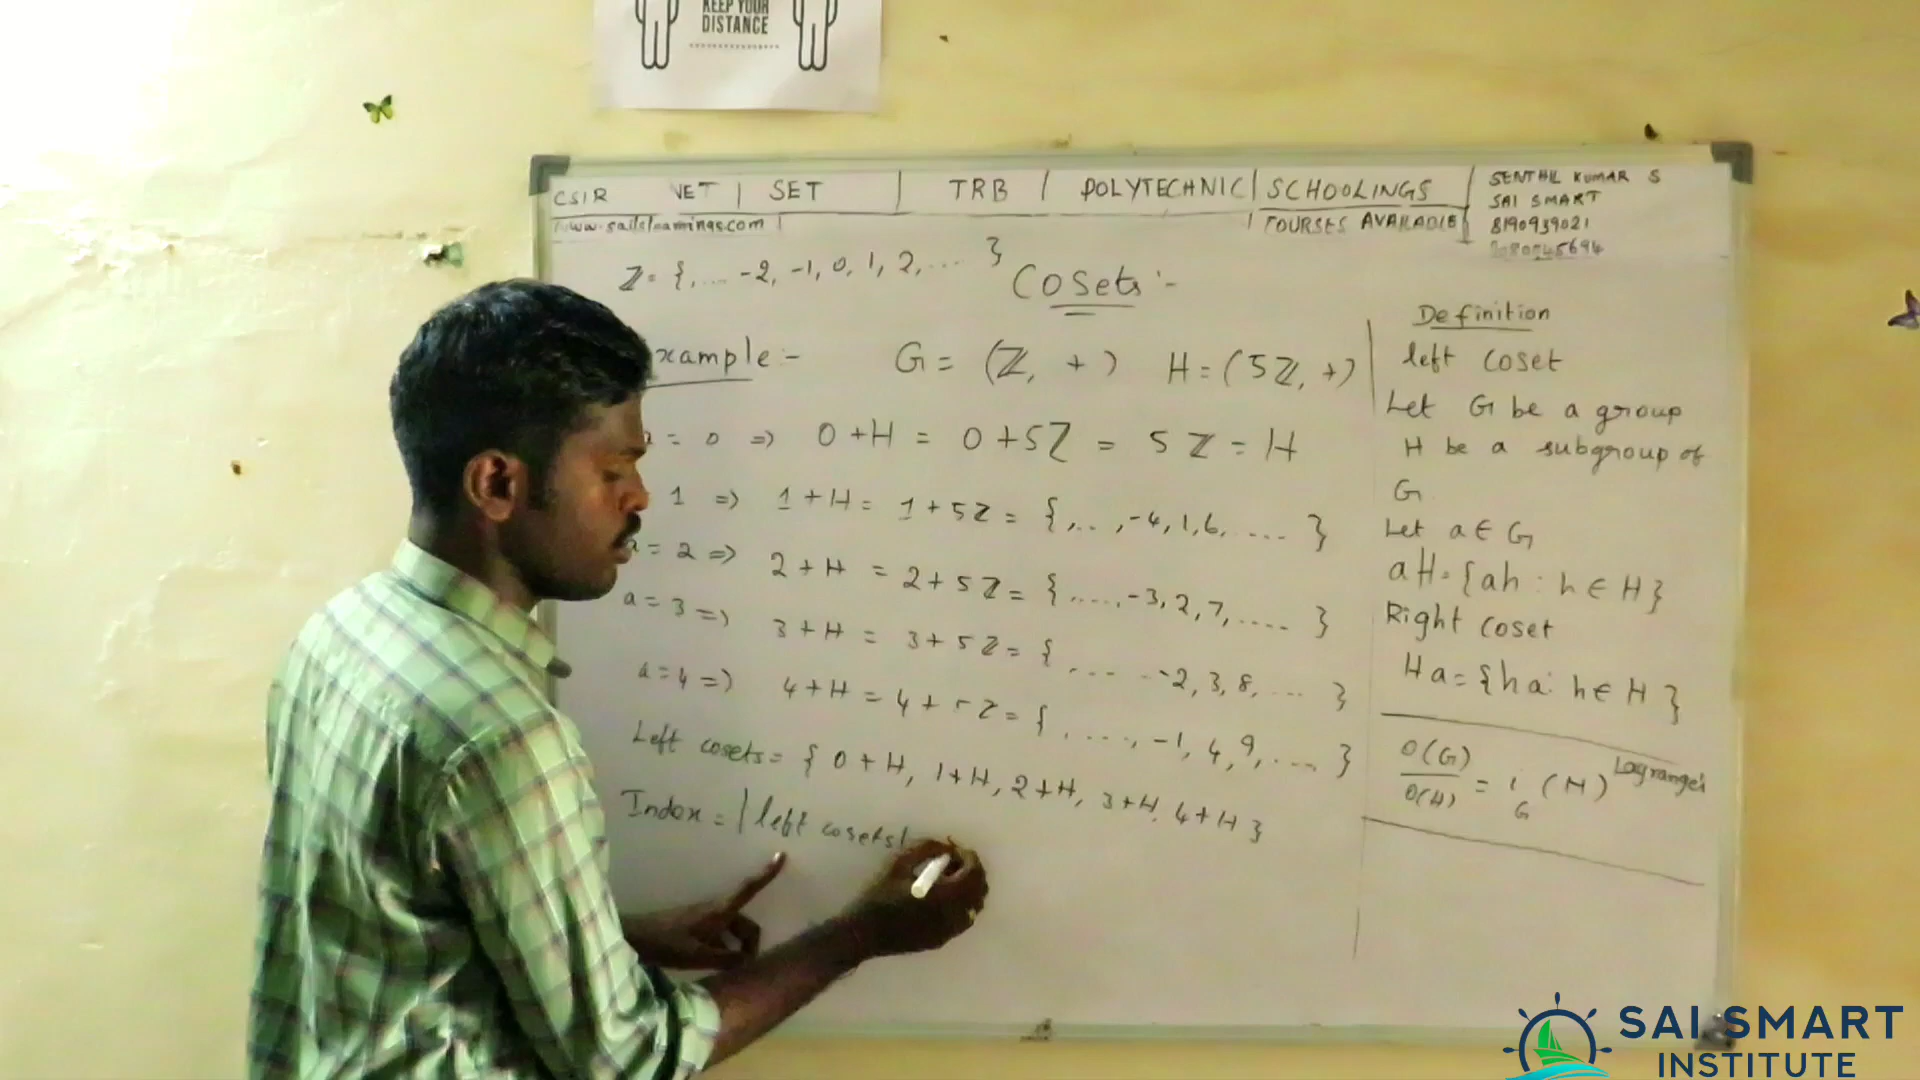 KEEP YOUR
DISTANCE
CSIR NET | SET | TRB | POLYTECHNIC | SCHOOLINGS
COURSES AVAILABLE
SENTHIL KUMAR S
SAI SMART
8190939021
ℤ = {, ... -2, -1, 0, 1, 2, .... }
Cosets :-
xample :- G = (ℤ, +) H = (5ℤ, +)
= 0 => 0 + H = 0 + 5ℤ = 5ℤ = H
1 => 1 + H = 1 + 5ℤ = {, .. , -4, 1, 6, .... }
a = 2 => 2 + H = 2 + 5ℤ = { ....., -3, 2, 7, ..... }
a = 3 => 3 + H = 3 + 5ℤ = { ..... -2, 3, 8, .... }
a = 4 => 4 + H = 4 + 5ℤ = { ....., -1, 4, 9, .... }
Left cosets = { 0 + H, 1 + H, 2 + H, 3 + H, 4 + H }
Index = | left cosets |
Definition
left coset
Let G be a group
H be a subgroup of
G
Let a ∈ G
aH = {ah : h ∈ H}
Right coset
Ha = {ha : h ∈ H}
O(G)
O(H)
= i (H) Lagrange's
G
SAI SMART
INSTITUTE